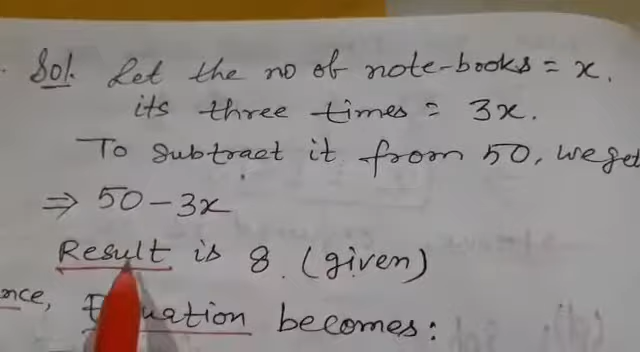 Sol. Let the no of note-books = x.
its three times = 3x.
To subtract it from 50, we get
⇒ 50 - 3x
Result is 8. (given)
becomes: